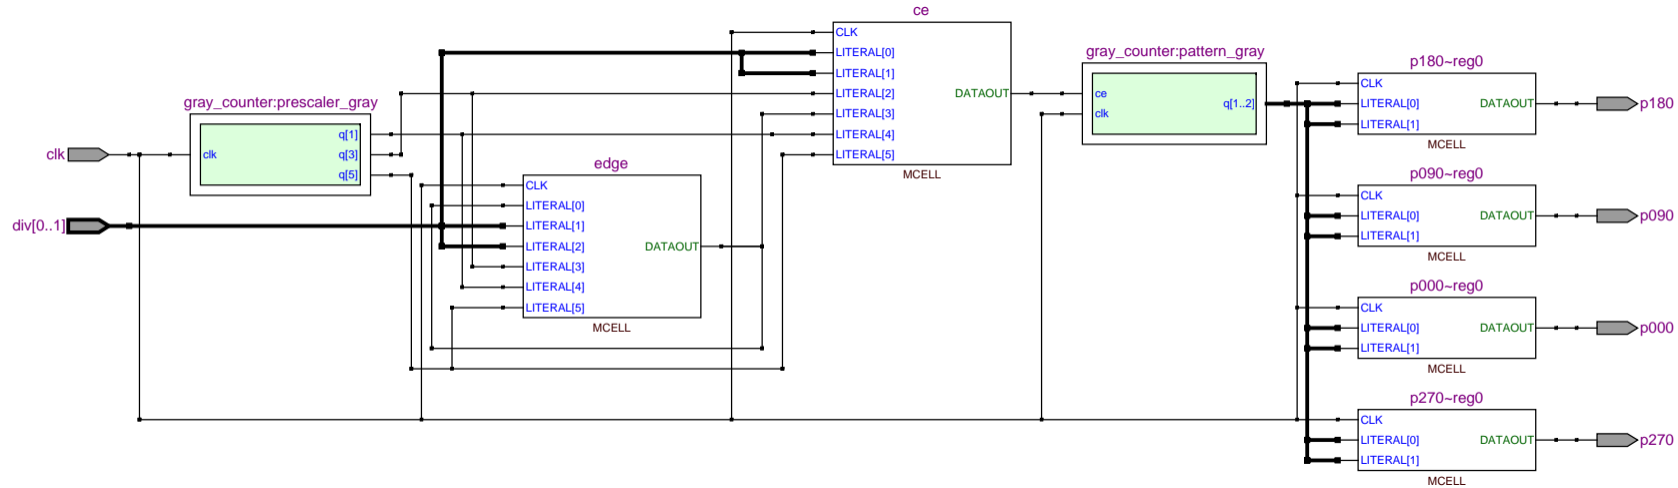 clk
div[0..1]
gray_counter:prescaler_gray
clk
q[1]
q[3]
q[5]
edge
CLK
LITERAL[0]
LITERAL[1]
LITERAL[2]
LITERAL[3]
LITERAL[4]
LITERAL[5]
DATAOUT
MCELL
ce
CLK
LITERAL[0]
LITERAL[1]
LITERAL[2]
LITERAL[3]
LITERAL[4]
LITERAL[5]
DATAOUT
MCELL
gray_counter:pattern_gray
ce
clk
q[1..2]
p180~reg0
CLK
LITERAL[0]
LITERAL[1]
DATAOUT
MCELL
p180
p090~reg0
CLK
LITERAL[0]
LITERAL[1]
DATAOUT
MCELL
p090
p000~reg0
CLK
LITERAL[0]
LITERAL[1]
DATAOUT
MCELL
p000
p270~reg0
CLK
LITERAL[0]
LITERAL[1]
DATAOUT
MCELL
p270